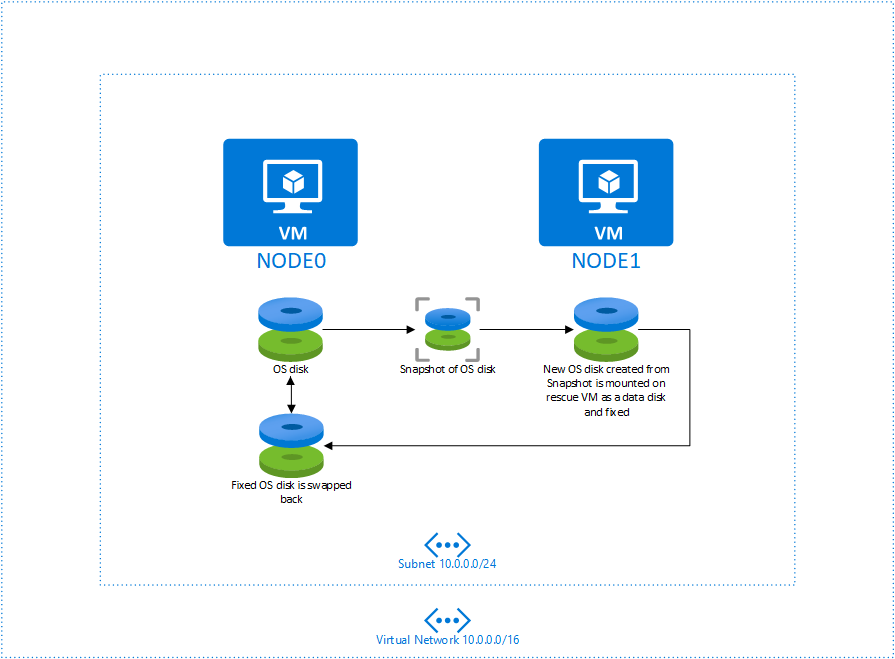 VM
NODE0
VM
NODE1
OS disk
Snapshot of OS disk
New OS disk created from
Snapshot is mounted on
rescue VM as a data disk
and fixed
Fixed OS disk is swapped
back
Subnet 10.0.0.0/24
Virtual Network 10.0.0.0/16